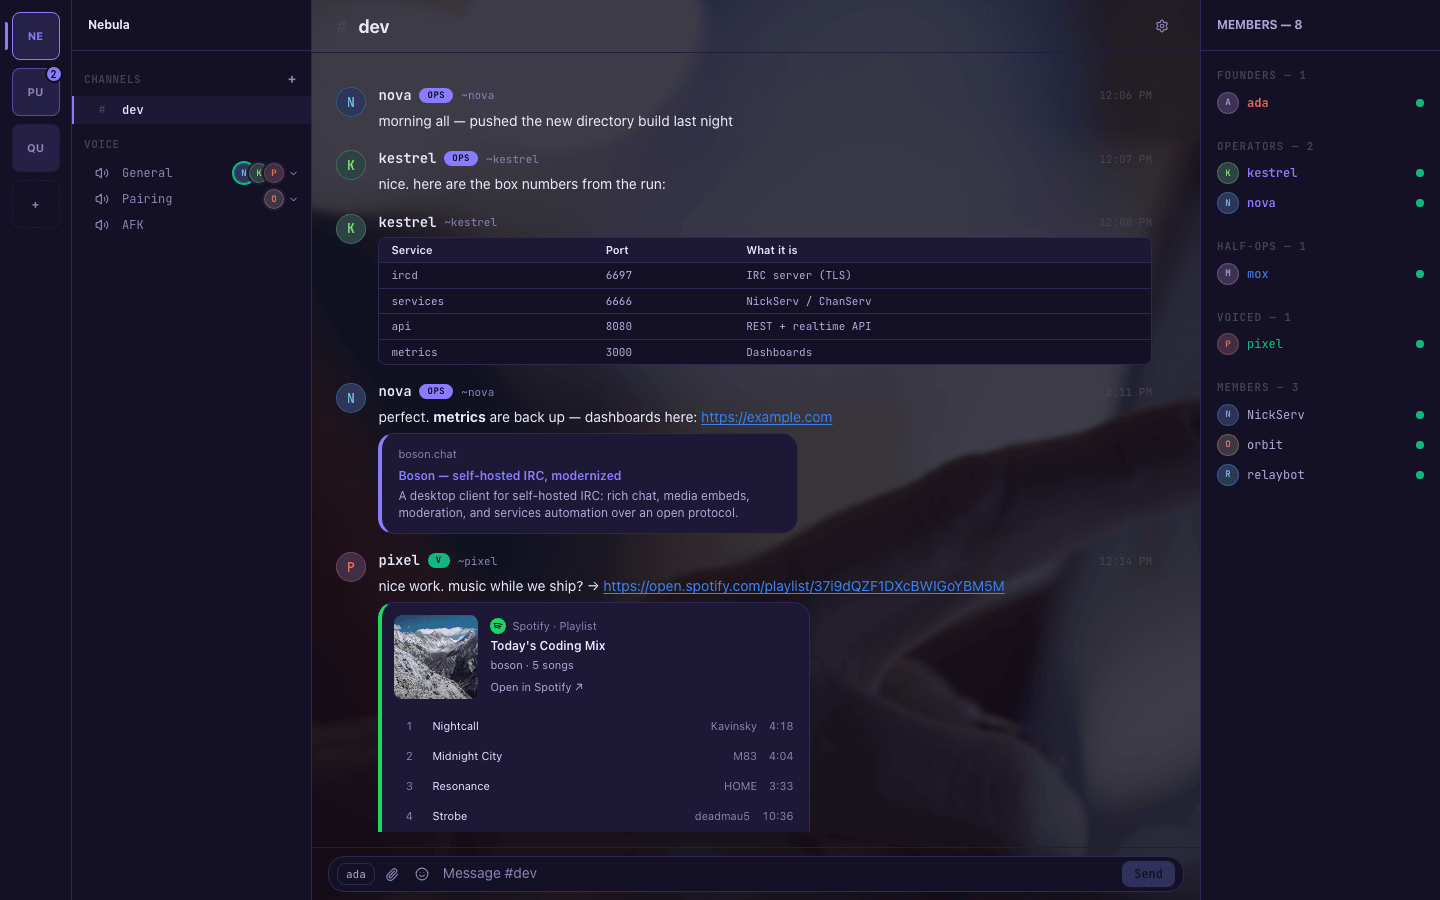 NE
2
PU
QU
+
Nebula
CHANNELS +
# dev
VOICE
General N K P
Pairing O
AFK
# dev
N nova OPS ~nova 12:06 PM
morning all — pushed the new directory build last night
K kestrel OPS ~kestrel 12:07 PM
nice. here are the box numbers from the run:
K kestrel ~kestrel 12:08 PM
Service Port What it is
ircd 6697 IRC server (TLS)
services 6666 NickServ / ChanServ
api 8080 REST + realtime API
metrics 3000 Dashboards
N nova OPS ~nova 12:11 PM
perfect. metrics are back up — dashboards here: https://example.com
boson.chat
Boson — self-hosted IRC, modernized
A desktop client for self-hosted IRC: rich chat, media embeds,
moderation, and services automation over an open protocol.
P pixel V ~pixel 12:14 PM
nice work. music while we ship? → https://open.spotify.com/playlist/37i9dQZF1DXcBWIGoYBM5M
Spotify · Playlist
Today's Coding Mix
boson · 5 songs
Open in Spotify ↗
1 Nightcall Kavinsky 4:18
2 Midnight City M83 4:04
3 Resonance HOME 3:33
4 Strobe deadmau5 10:36
ada Message #dev Send
MEMBERS — 8
FOUNDERS — 1
A ada
OPERATORS — 2
K kestrel
N nova
HALF-OPS — 1
M mox
VOICED — 1
P pixel
MEMBERS — 3
N NickServ
O orbit
R relaybot